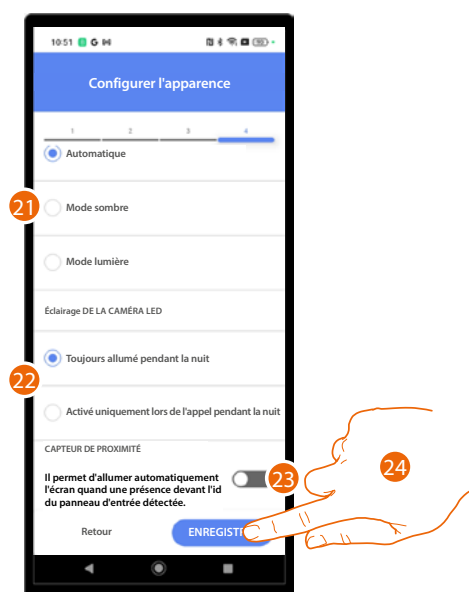 10:51 G
Configurer l'apparence
1 2 3 4
Automatique
21
Mode sombre
Mode lumière
Éclairage DE LA CAMÉRA LED
Toujours allumé pendant la nuit
22
Activé uniquement lors de l'appel pendant la nuit
CAPTEUR DE PROXIMITÉ
Il permet d'allumer automatiquement
l'écran quand une présence devant l'id
du panneau d'entrée détectée.
23
24
Retour ENREGIST